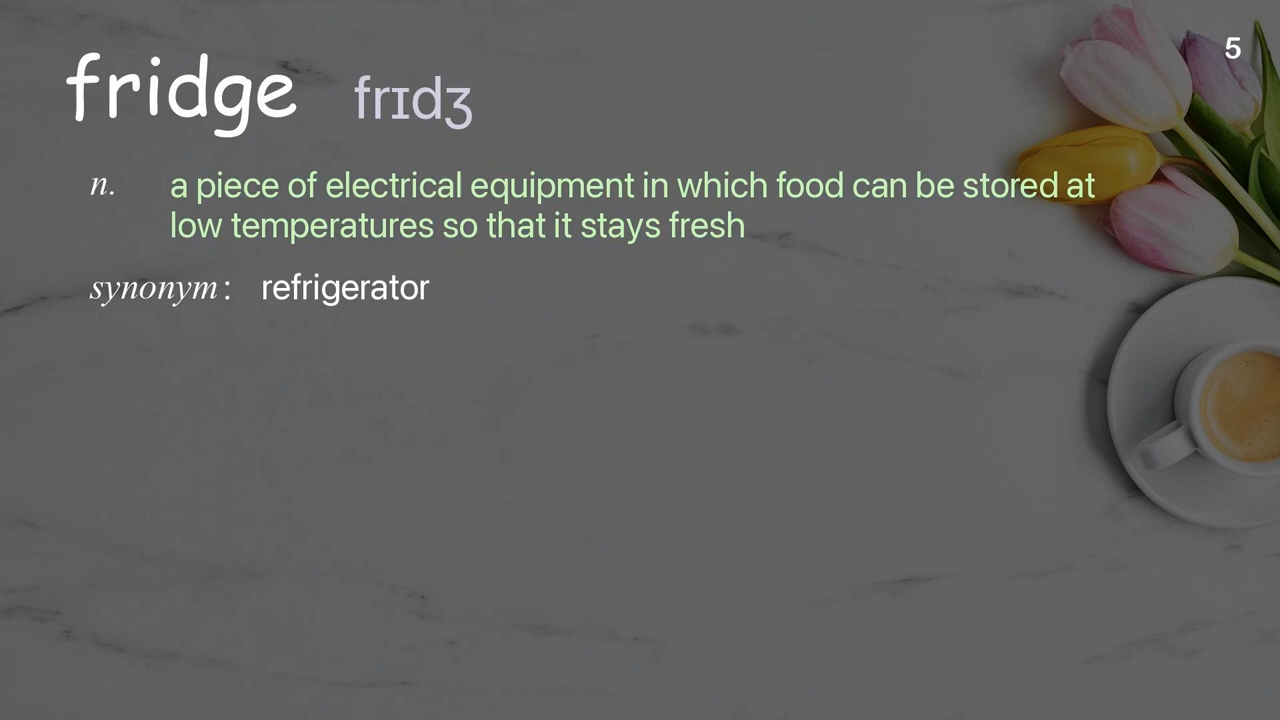 5
fridge frɪdʒ
n. a piece of electrical equipment in which food can be stored at
low temperatures so that it stays fresh
synonym: refrigerator